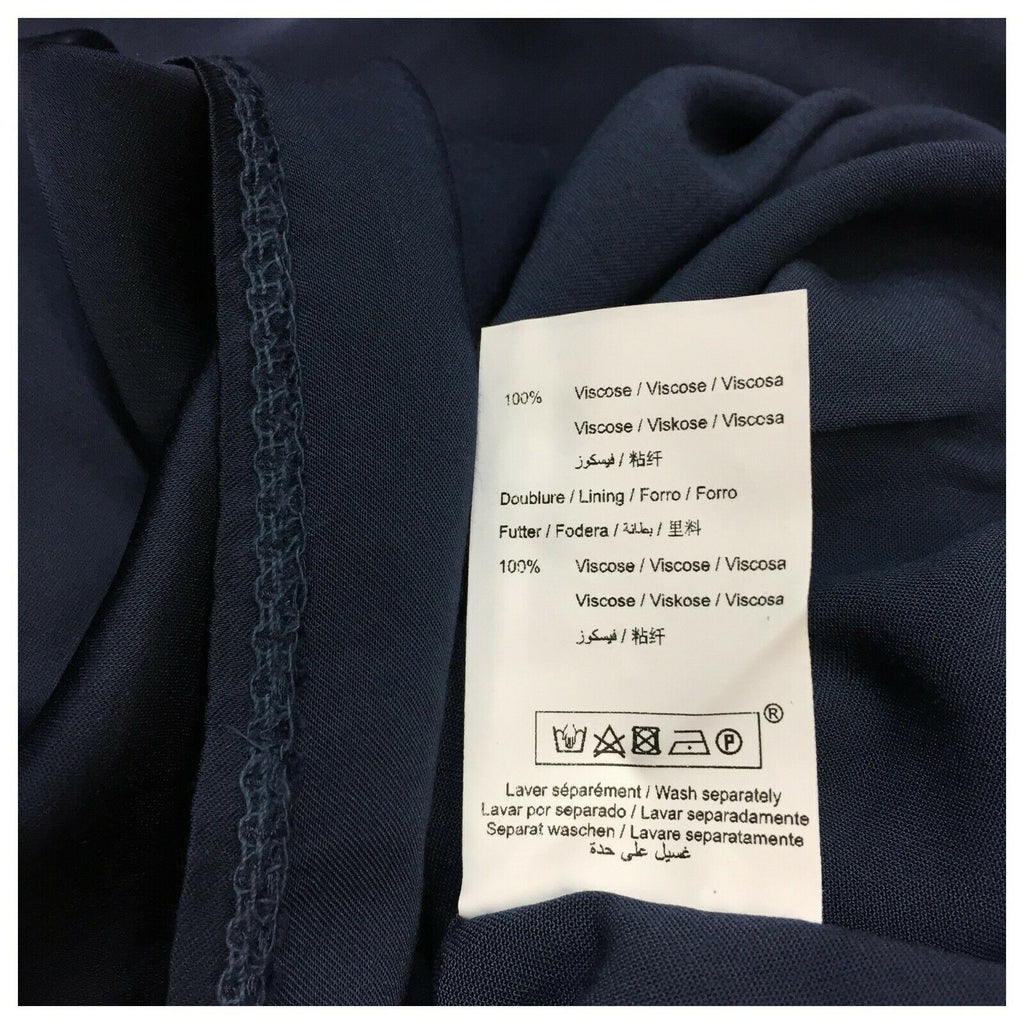 100% Viscose / Viscose / Viscosa
Viscose / Viskose / Viscosa
فيسكوز / 粘纤
Doublure / Lining / Forro / Forro
Futter / Fodera / بطانة / 里料
100% Viscose / Viscose / Viscosa
Viscose / Viskose / Viscosa
فيسكوز / 粘纤
®
P
Laver séparément / Wash separately
Lavar por separado / Lavar separadamente
Separat waschen / Lavare separatamente
غسيل على حدة